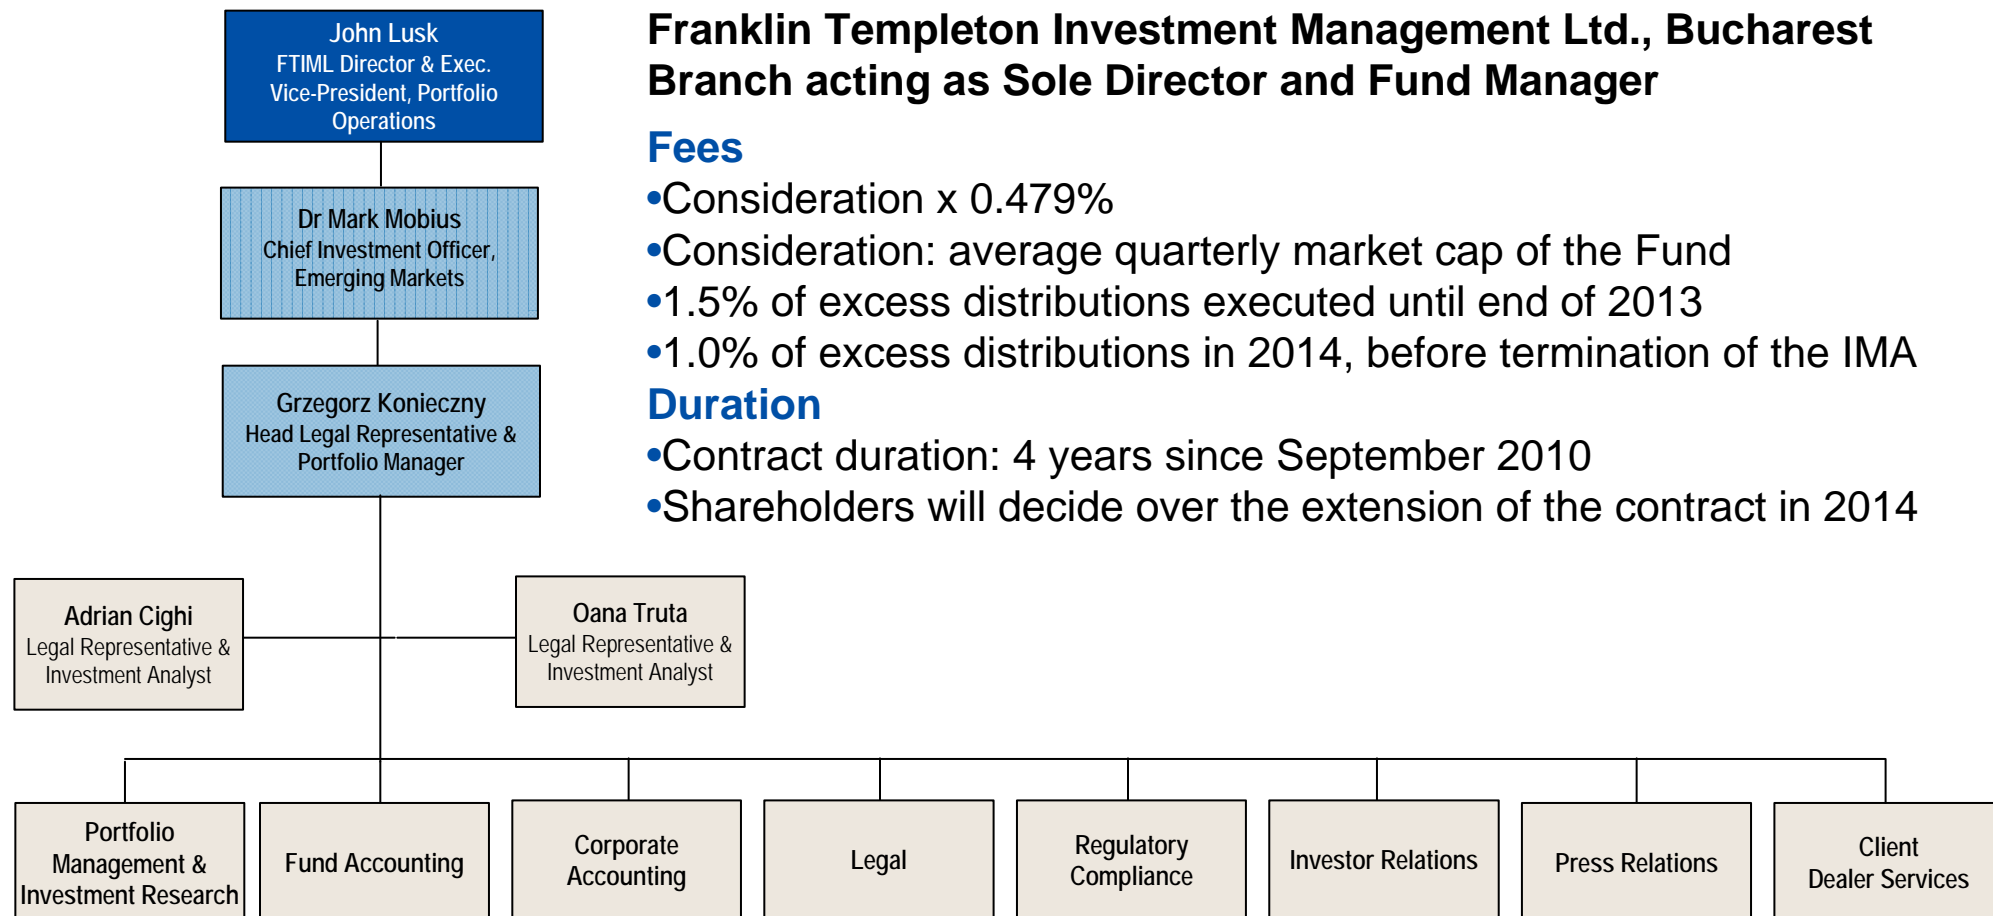 John Lusk
FTIML Director & Exec.
Vice-President, Portfolio
Operations
Dr Mark Mobius
Chief Investment Officer,
Emerging Markets
Grzegorz Konieczny
Head Legal Representative &
Portfolio Manager
Franklin Templeton Investment Management Ltd., Bucharest
Branch acting as Sole Director and Fund Manager
Fees
•Consideration x 0.479%
•Consideration: average quarterly market cap of the Fund
•1.5% of excess distributions executed until end of 2013
•1.0% of excess distributions in 2014, before termination of the IMA
Duration
•Contract duration: 4 years since September 2010
•Shareholders will decide over the extension of the contract in 2014
Adrian Cighi
Legal Representative &
Investment Analyst
Oana Truta
Legal Representative &
Investment Analyst
Portfolio
Management &
Investment Research
Fund Accounting
Corporate
Accounting
Legal
Regulatory
Compliance
Investor Relations
Press Relations
Client
Dealer Services